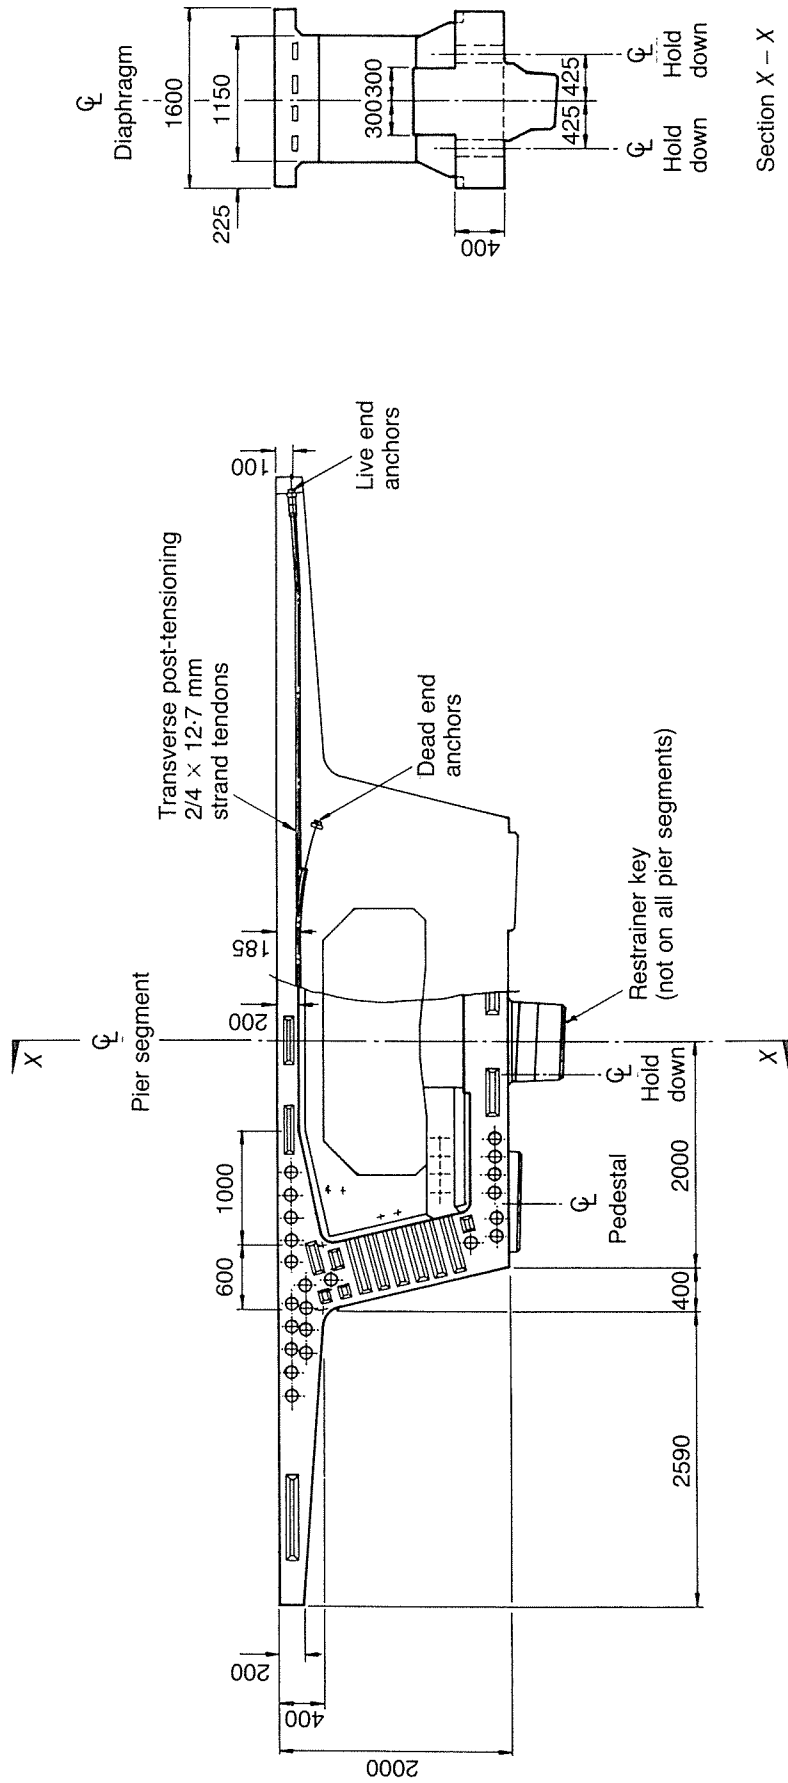 ℄
Diaphragm
1600
1150
225
300
300
425
425
400
℄
Hold
down
℄
Hold
down
Section X – X
Transverse post-tensioning
2/4 × 12·7 mm
strand tendons
100
Live end
anchors
Dead end
anchors
185
200
Pier segment
℄
X
X
Restrainer key
(not on all pier segments)
℄
Hold
down
℄
Pedestal
1000
600
2000
400
2590
200
400
2000